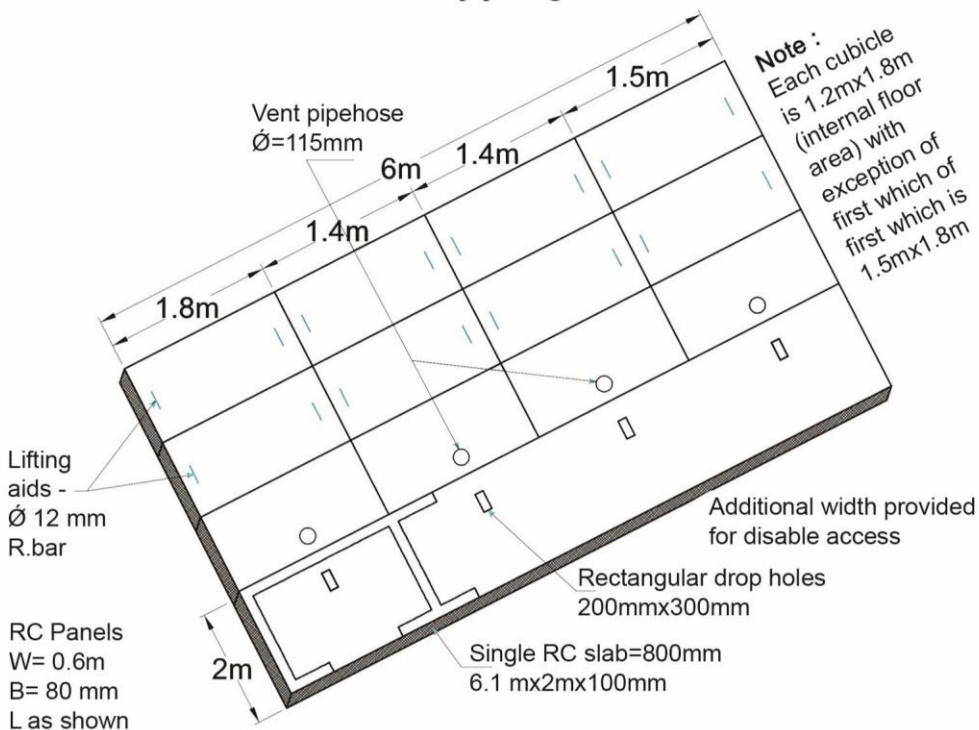 Note :
Each cubicle
is 1.2mx1.8m
(internal floor
area) with
exception of
first which of
first which is
1.5mx1.8m
1.5m
Vent pipehose
Ǿ=115mm
6m
1.4m
1.4m
1.8m
Lifting
aids -
Ø 12 mm
R.bar
Additional width provided
for disable access
Rectangular drop holes
200mmx300mm
RC Panels
W= 0.6m
B= 80 mm
L as shown
2m
Single RC slab=800mm
6.1 mx2mx100mm